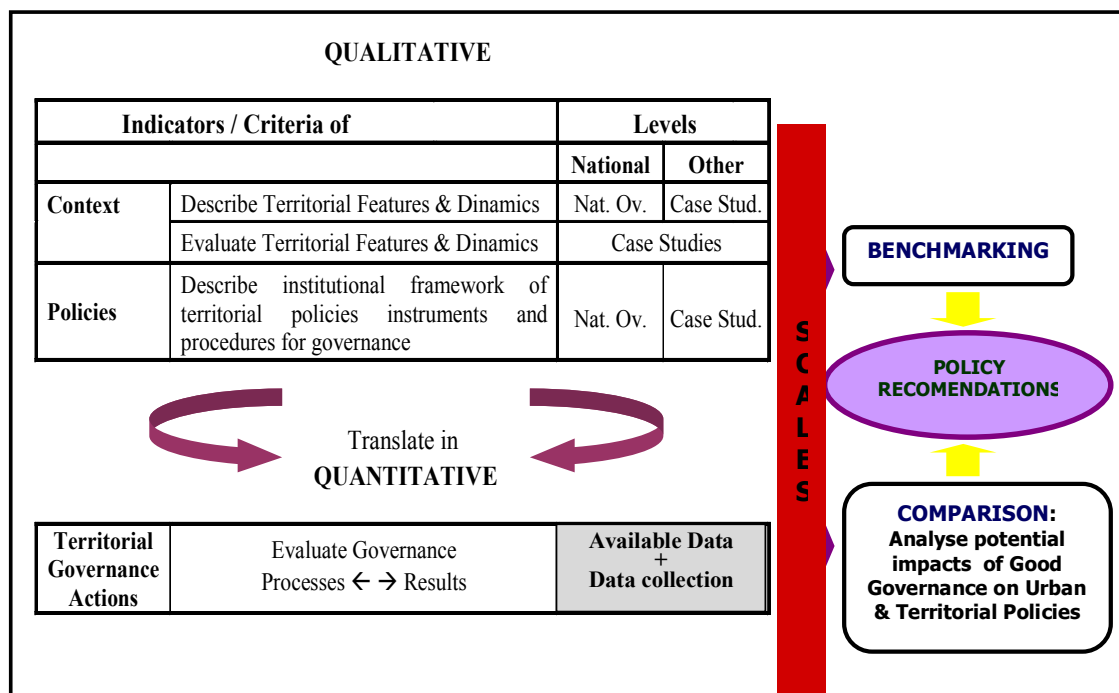 QUALITATIVE
Indicators / Criteria of
Levels
National
Other
Context
Describe Territorial Features & Dinamics
Nat. Ov.
Case Stud.
Evaluate Territorial Features & Dinamics
Case Studies
Policies
Describe institutional framework of
territorial policies instruments and
procedures for governance
Nat. Ov.
Case Stud.
Translate in
QUANTITATIVE
Territorial
Governance
Actions
Evaluate Governance
Processes ← → Results
Available Data
+
Data collection
SCALES
BENCHMARKING
POLICY
RECOMENDATIONS
COMPARISON:
Analyse potential
impacts of Good
Governance on Urban
& Territorial Policies